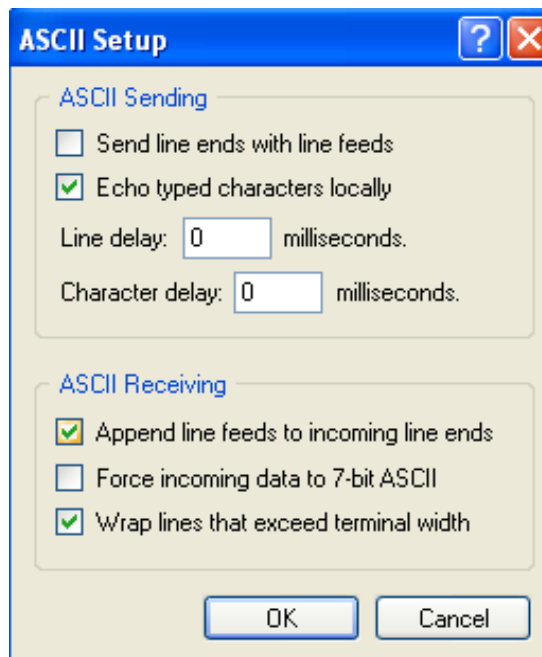 ASCII Setup
ASCII Sending
Send line ends with line feeds
Echo typed characters locally
Line delay: 0 milliseconds.
Character delay: 0 milliseconds.
ASCII Receiving
Append line feeds to incoming line ends
Force incoming data to 7-bit ASCII
Wrap lines that exceed terminal width
OK Cancel